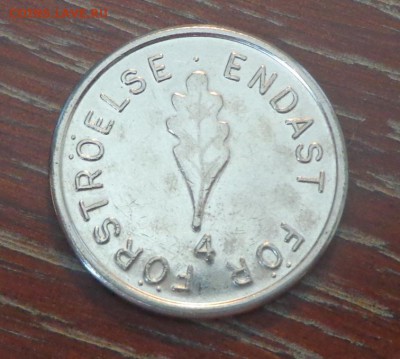 · ENDAST FÖR FÖRSTRÖELSE
4